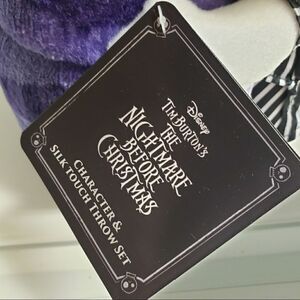 Disney
Tim Burton's
The
Nightmare
Before
Christmas
Character &
Silk Touch Throw Set